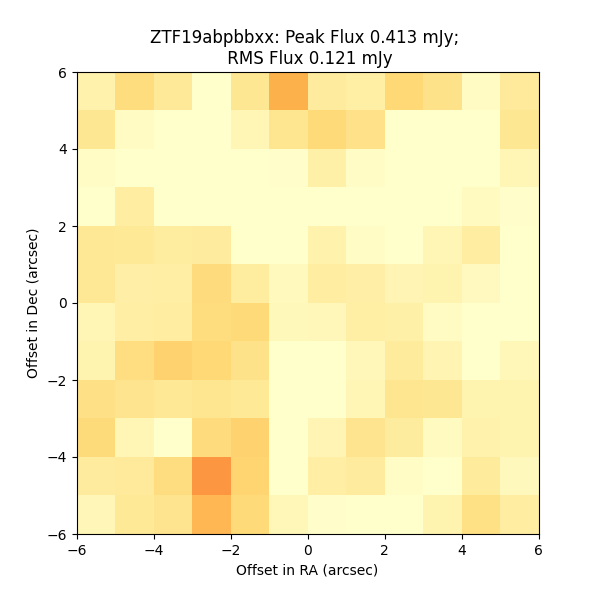 ZTF19abpbbxx: Peak Flux 0.413 mJy;
RMS Flux 0.121 mJy
6
4
2
0
−2
−4
−6
Offset in Dec (arcsec)
−6 −4 −2 0 2 4 6
Offset in RA (arcsec)